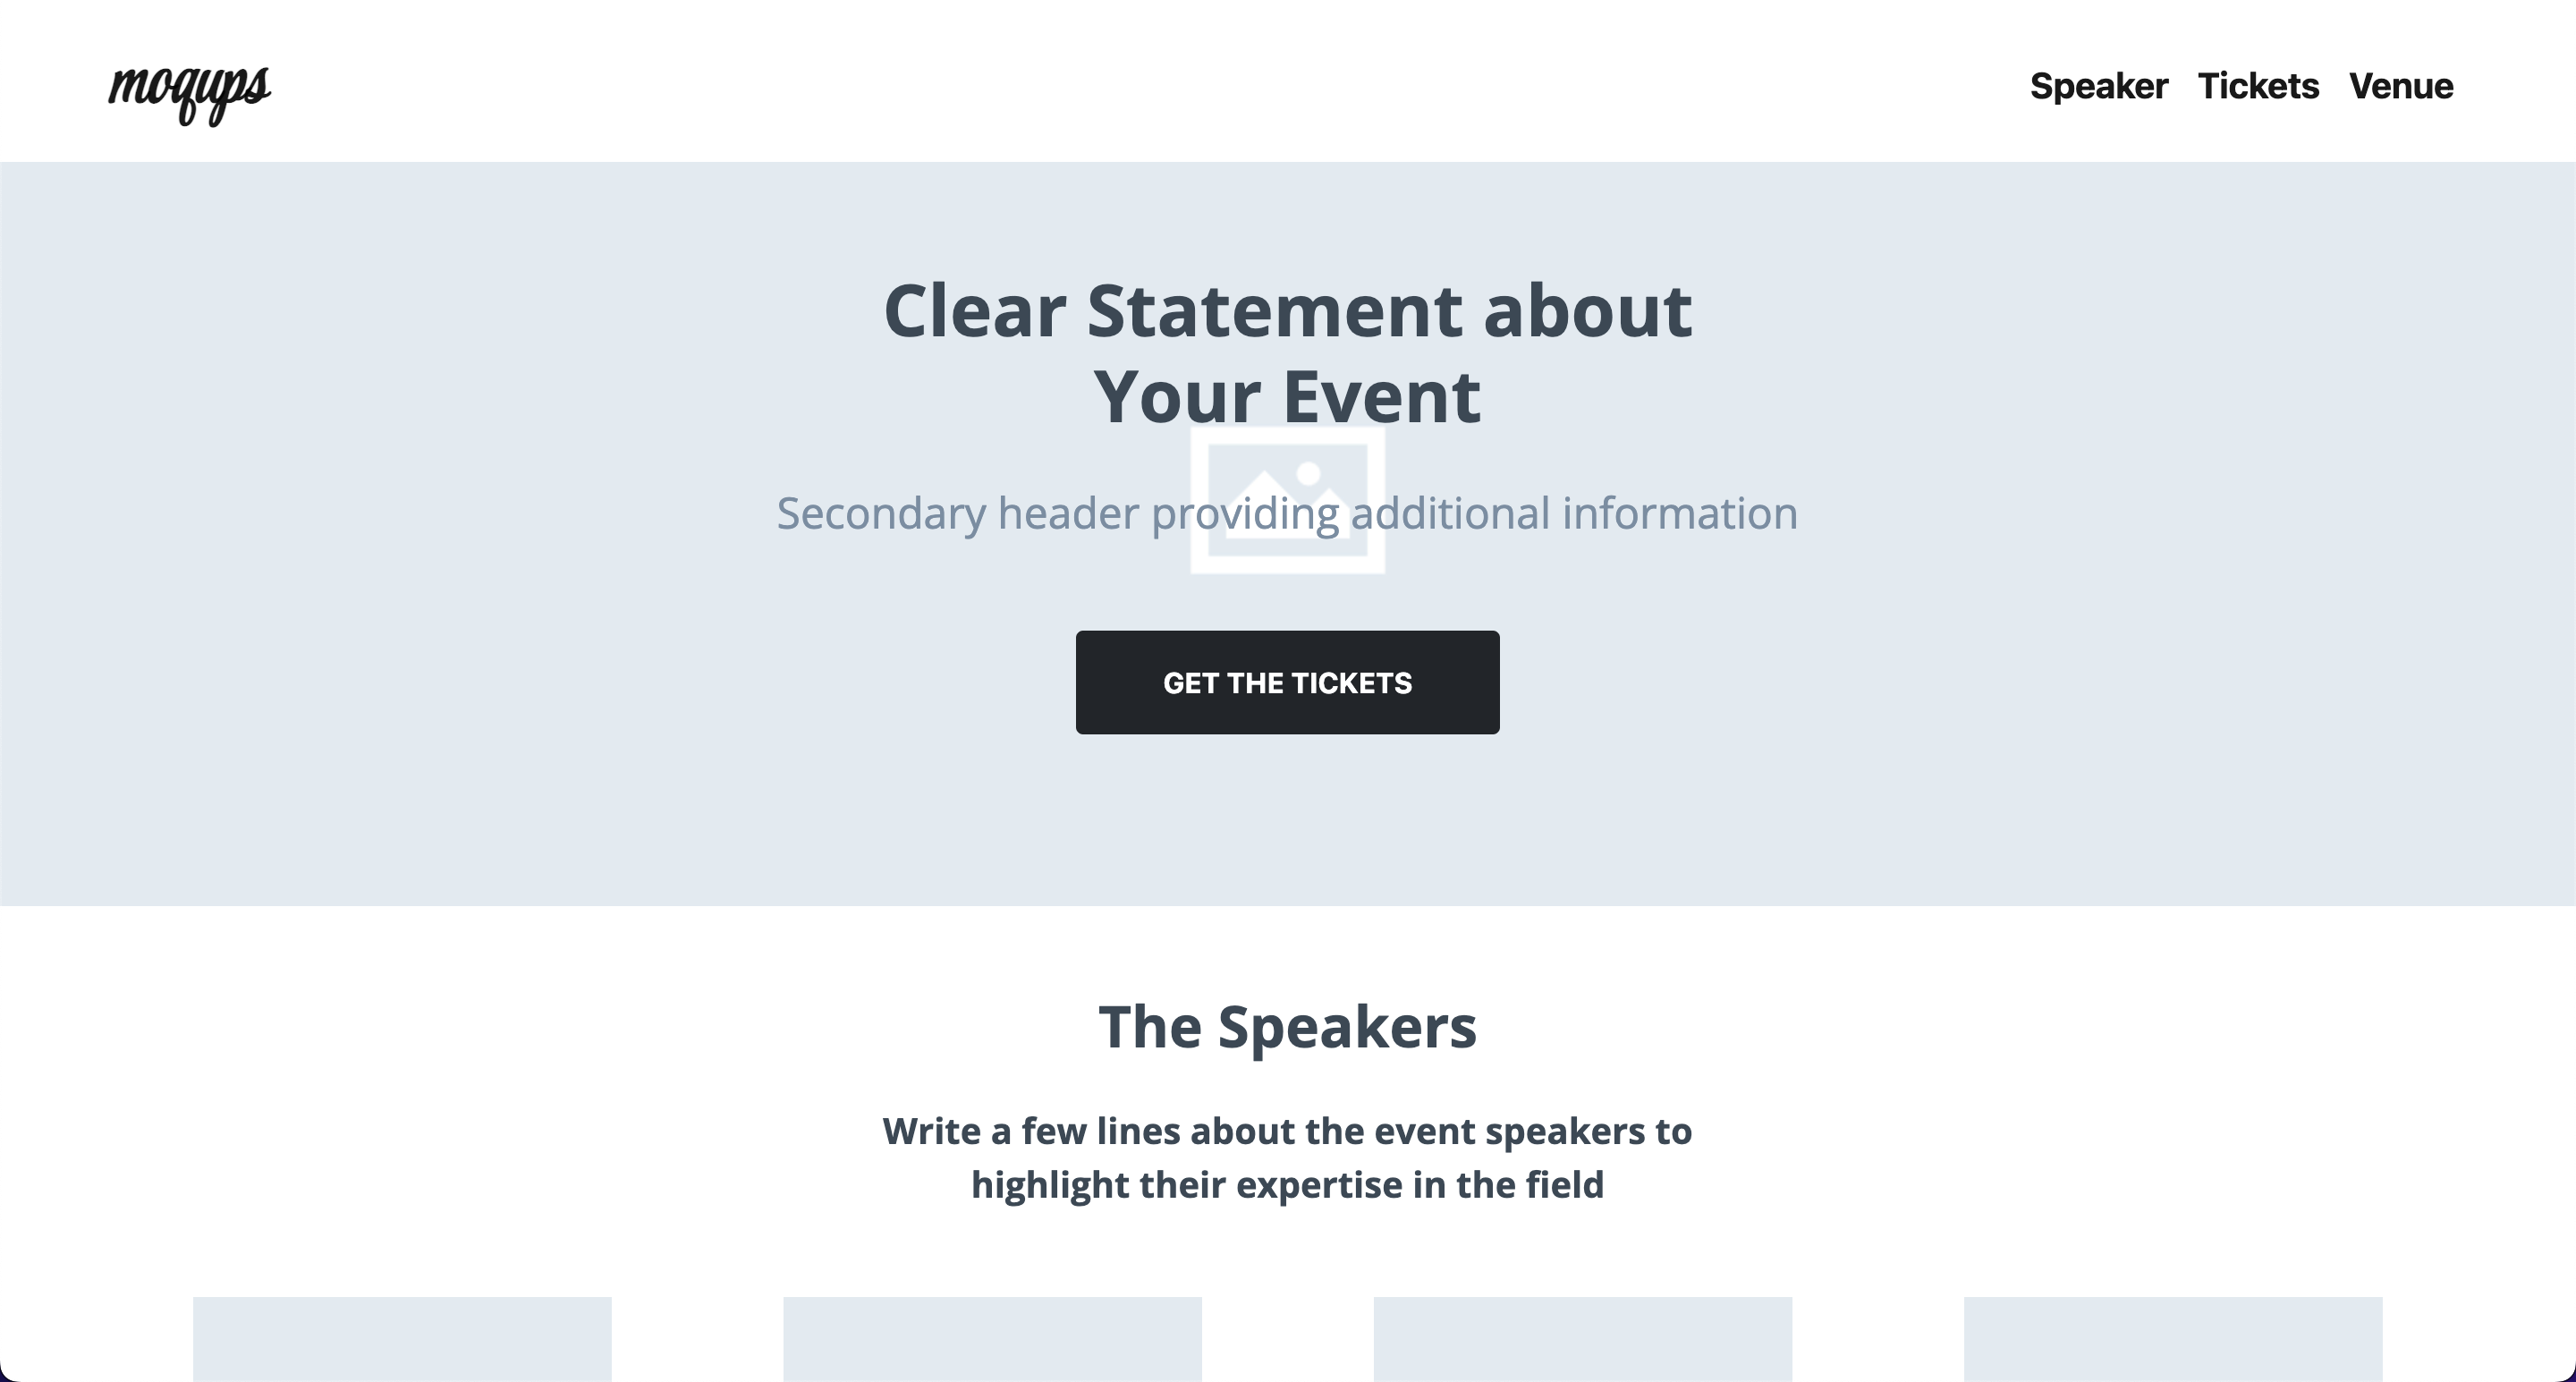 moqups
Speaker Tickets Venue
Clear Statement about
Your Event
Secondary header providing additional information
GET THE TICKETS
The Speakers
Write a few lines about the event speakers to
highlight their expertise in the field